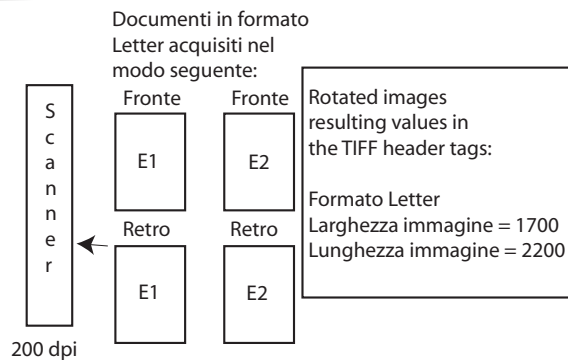 Documenti in formato
Letter acquisiti nel
modo seguente:
Scanner
200 dpi
Fronte
Fronte
E1
E2
Retro
Retro
E1
E2
Rotated images
resulting values in
the TIFF header tags:
Formato Letter
Larghezza immagine = 1700
Lunghezza immagine = 2200